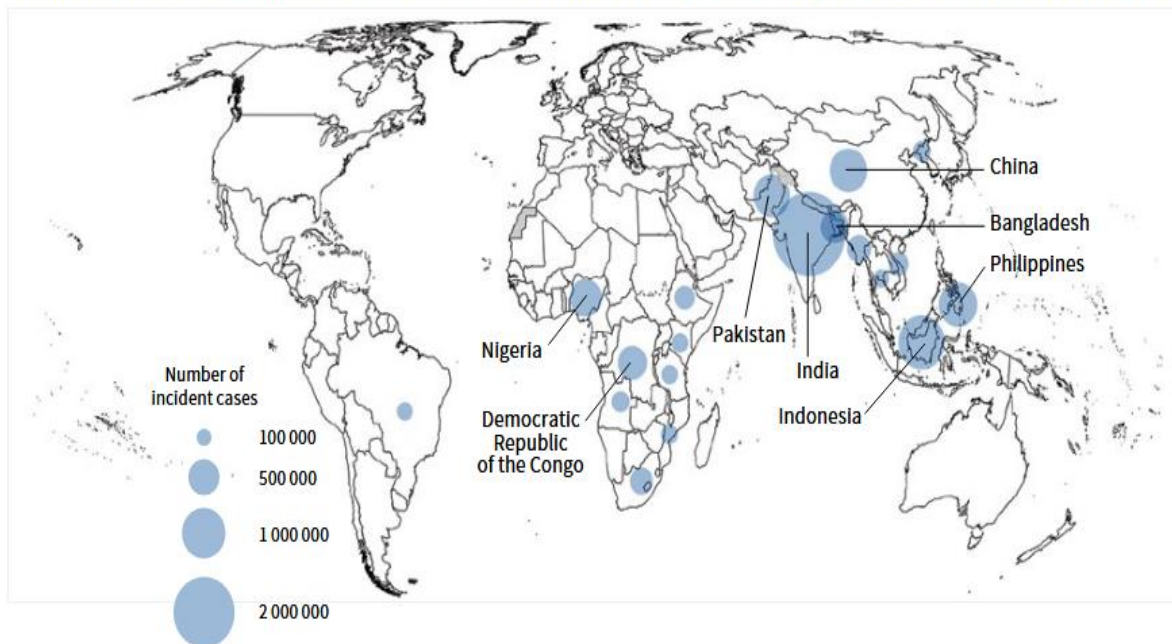 China
Bangladesh
Philippines
Nigeria
Pakistan
India
Indonesia
Democratic
Republic
of the Congo
Number of
incident cases
100 000
500 000
1 000 000
2 000 000